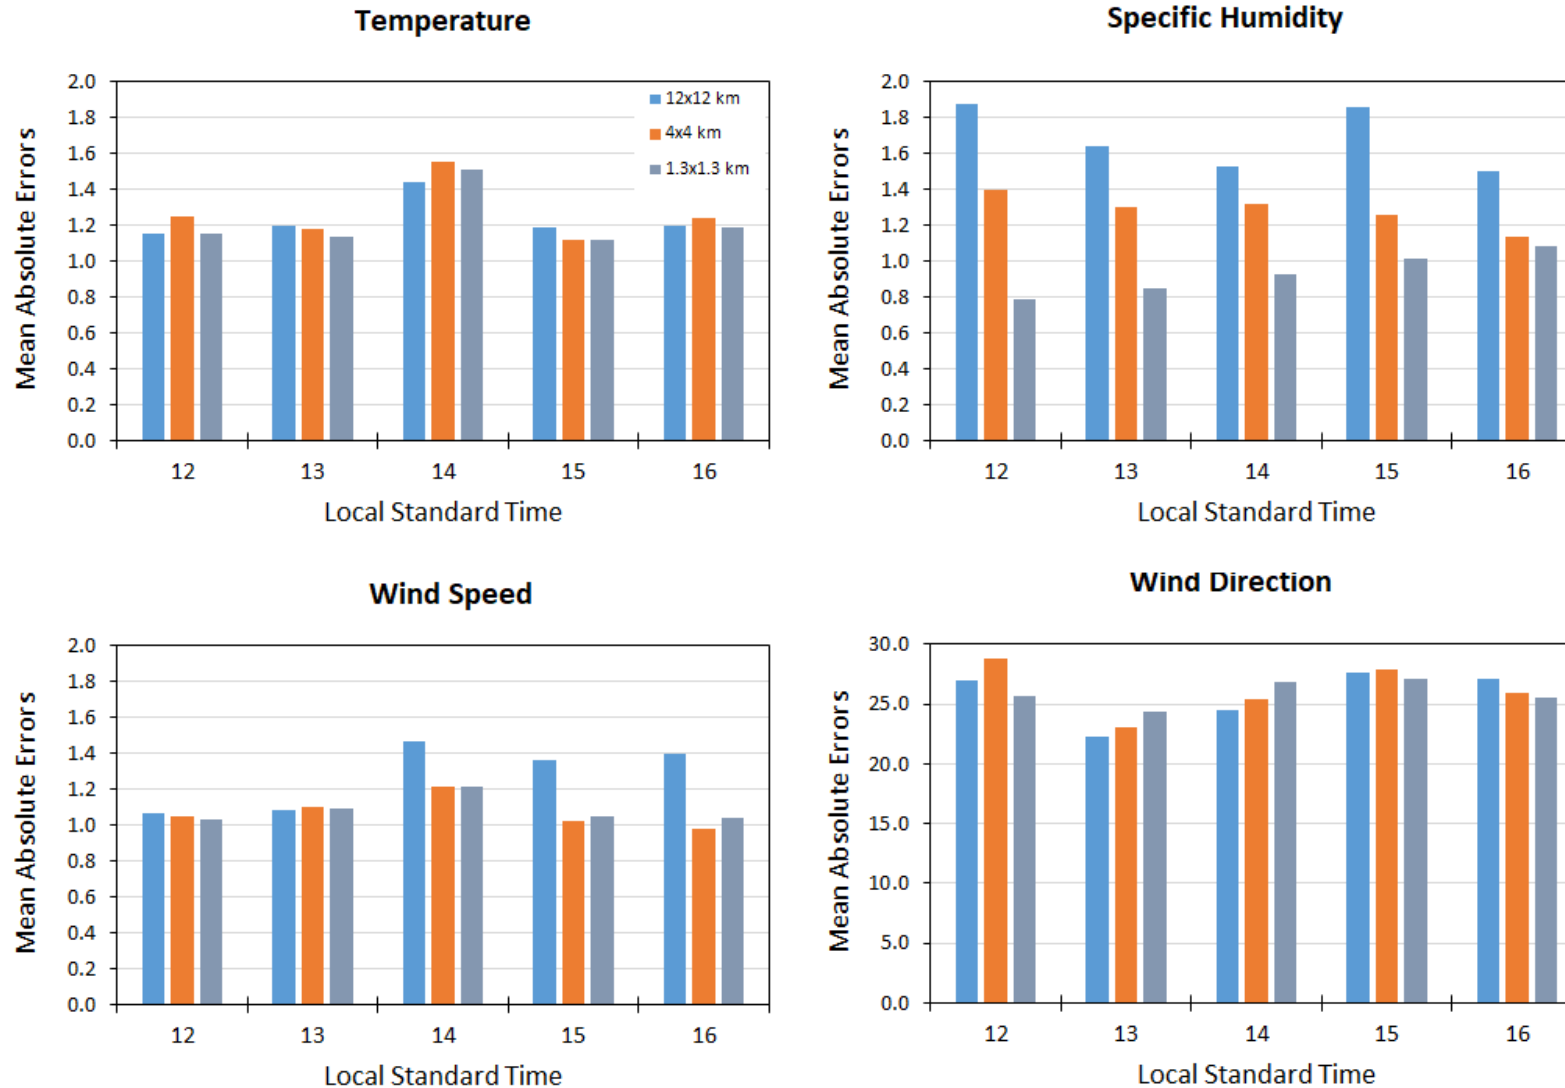 Temperature
Mean Absolute Errors
2.0
1.8
1.6
1.4
1.2
1.0
0.8
0.6
0.4
0.2
0.0
12x12 km
4x4 km
1.3x1.3 km
12 13 14 15 16
Local Standard Time
Specific Humidity
Mean Absolute Errors
2.0
1.8
1.6
1.4
1.2
1.0
0.8
0.6
0.4
0.2
0.0
12 13 14 15 16
Local Standard Time
Wind Speed
Mean Absolute Errors
2.0
1.8
1.6
1.4
1.2
1.0
0.8
0.6
0.4
0.2
0.0
12 13 14 15 16
Local Standard Time
Wind Direction
Mean Absolute Errors
30.0
25.0
20.0
15.0
10.0
5.0
0.0
12 13 14 15 16
Local Standard Time